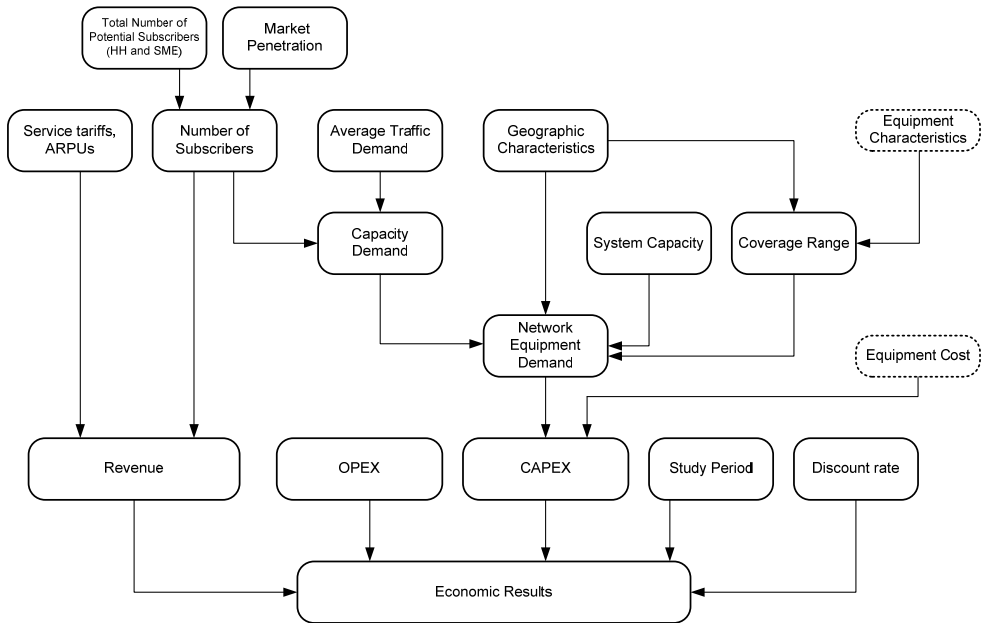 Total Number of
Potential Subscribers
(HH and SME)
Market
Penetration
Service tariffs,
ARPUs
Number of
Subscribers
Average Traffic
Demand
Geographic
Characteristics
Equipment
Characteristics
Capacity
Demand
System Capacity
Coverage Range
Network
Equipment
Demand
Equipment Cost
Revenue
OPEX
CAPEX
Study Period
Discount rate
Economic Results